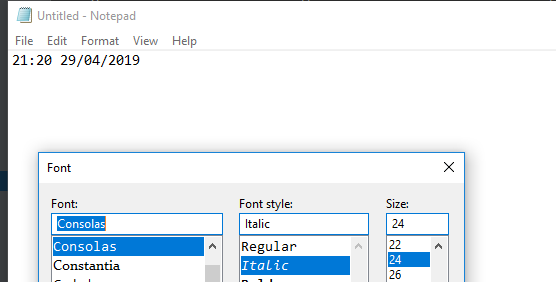 Untitled - Notepad
File Edit Format View Help
21:20 29/04/2019
Font
Font: Font style: Size:
Consolas Italic 24
Consolas Regular 22
Constantia Italic 24
26